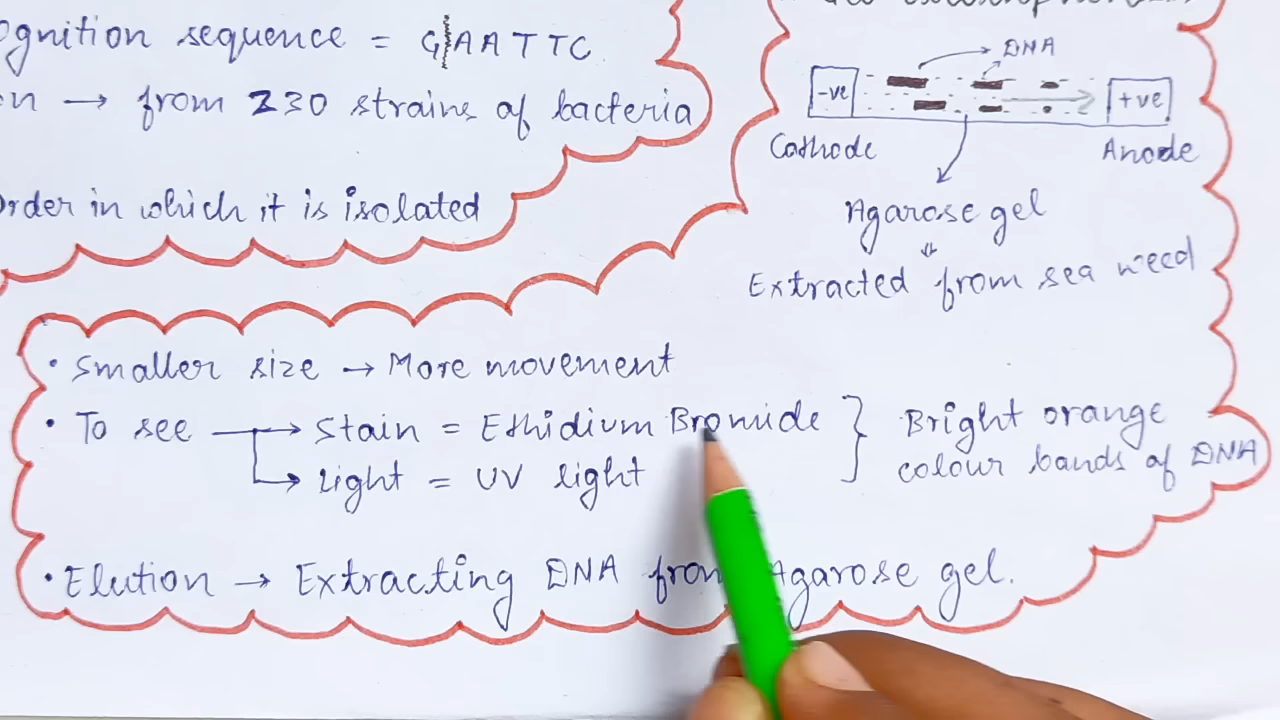 ognition sequence = G|AATTC
n → from 230 strains of bacteria
Order in which it is isolated
DNA
-ve
+ve
Cathode
Anode
Agarose gel
Extracted from sea weed
• Smaller size → More movement
• To see → Stain = Ethidium Bromide } Bright orange
→ Light = UV light
colour bands of DNA
• Elution → Extracting DNA from Agarose gel.